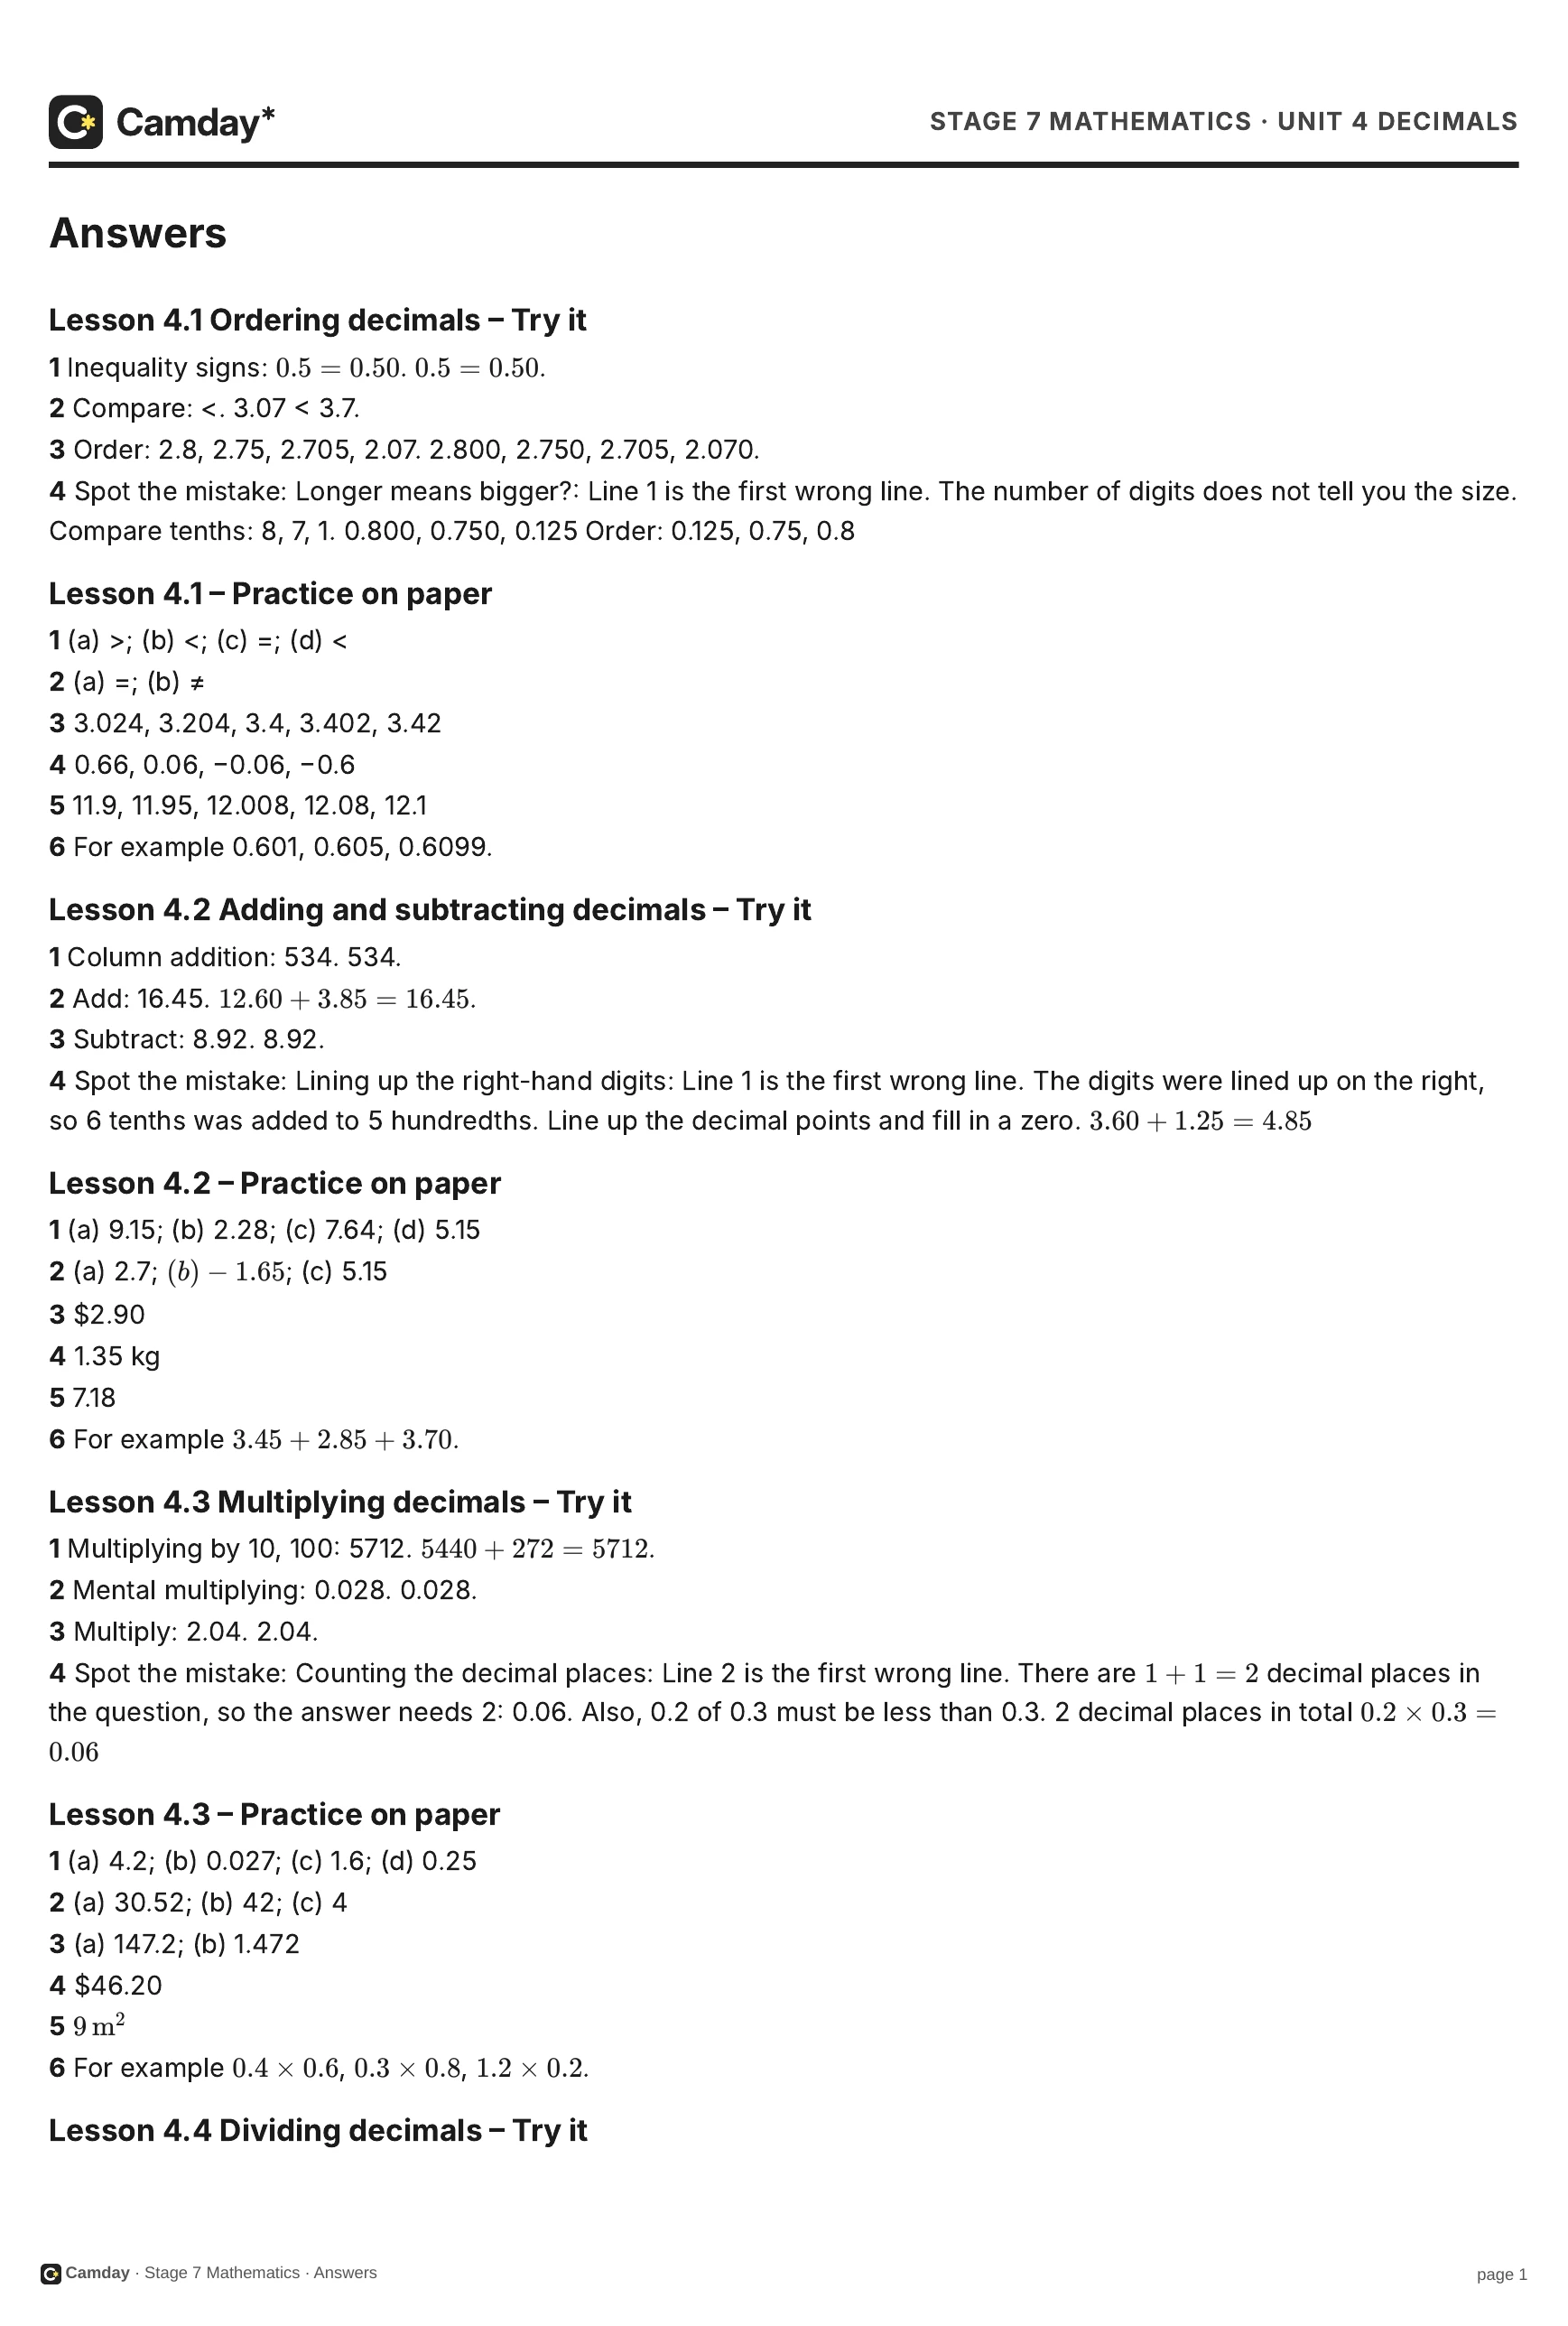 Camday*
STAGE 7 MATHEMATICS · UNIT 4 DECIMALS
Answers
Lesson 4.1 Ordering decimals – Try it
1 Inequality signs: 0.5 = 0.50. 0.5 = 0.50.
2 Compare: <. 3.07 < 3.7.
3 Order: 2.8, 2.75, 2.705, 2.07. 2.800, 2.750, 2.705, 2.070.
4 Spot the mistake: Longer means bigger?: Line 1 is the first wrong line. The number of digits does not tell you the size.
Compare tenths: 8, 7, 1. 0.800, 0.750, 0.125 Order: 0.125, 0.75, 0.8
Lesson 4.1 – Practice on paper
1 (a) >; (b) <; (c) =; (d) <
2 (a) =; (b) ≠
3 3.024, 3.204, 3.4, 3.402, 3.42
4 0.66, 0.06, −0.06, −0.6
5 11.9, 11.95, 12.008, 12.08, 12.1
6 For example 0.601, 0.605, 0.6099.
Lesson 4.2 Adding and subtracting decimals – Try it
1 Column addition: 534. 534.
2 Add: 16.45. 12.60 + 3.85 = 16.45.
3 Subtract: 8.92. 8.92.
4 Spot the mistake: Lining up the right-hand digits: Line 1 is the first wrong line. The digits were lined up on the right,
so 6 tenths was added to 5 hundredths. Line up the decimal points and fill in a zero. 3.60 + 1.25 = 4.85
Lesson 4.2 – Practice on paper
1 (a) 9.15; (b) 2.28; (c) 7.64; (d) 5.15
2 (a) 2.7; (b) − 1.65; (c) 5.15
3 $2.90
4 1.35 kg
5 7.18
6 For example 3.45 + 2.85 + 3.70.
Lesson 4.3 Multiplying decimals – Try it
1 Multiplying by 10, 100: 5712. 5440 + 272 = 5712.
2 Mental multiplying: 0.028. 0.028.
3 Multiply: 2.04. 2.04.
4 Spot the mistake: Counting the decimal places: Line 2 is the first wrong line. There are 1 + 1 = 2 decimal places in
the question, so the answer needs 2: 0.06. Also, 0.2 of 0.3 must be less than 0.3. 2 decimal places in total 0.2 × 0.3 =
0.06
Lesson 4.3 – Practice on paper
1 (a) 4.2; (b) 0.027; (c) 1.6; (d) 0.25
2 (a) 30.52; (b) 42; (c) 4
3 (a) 147.2; (b) 1.472
4 $46.20
5 9 m²
6 For example 0.4 × 0.6, 0.3 × 0.8, 1.2 × 0.2.
Lesson 4.4 Dividing decimals – Try it
Camday · Stage 7 Mathematics · Answers
page 1